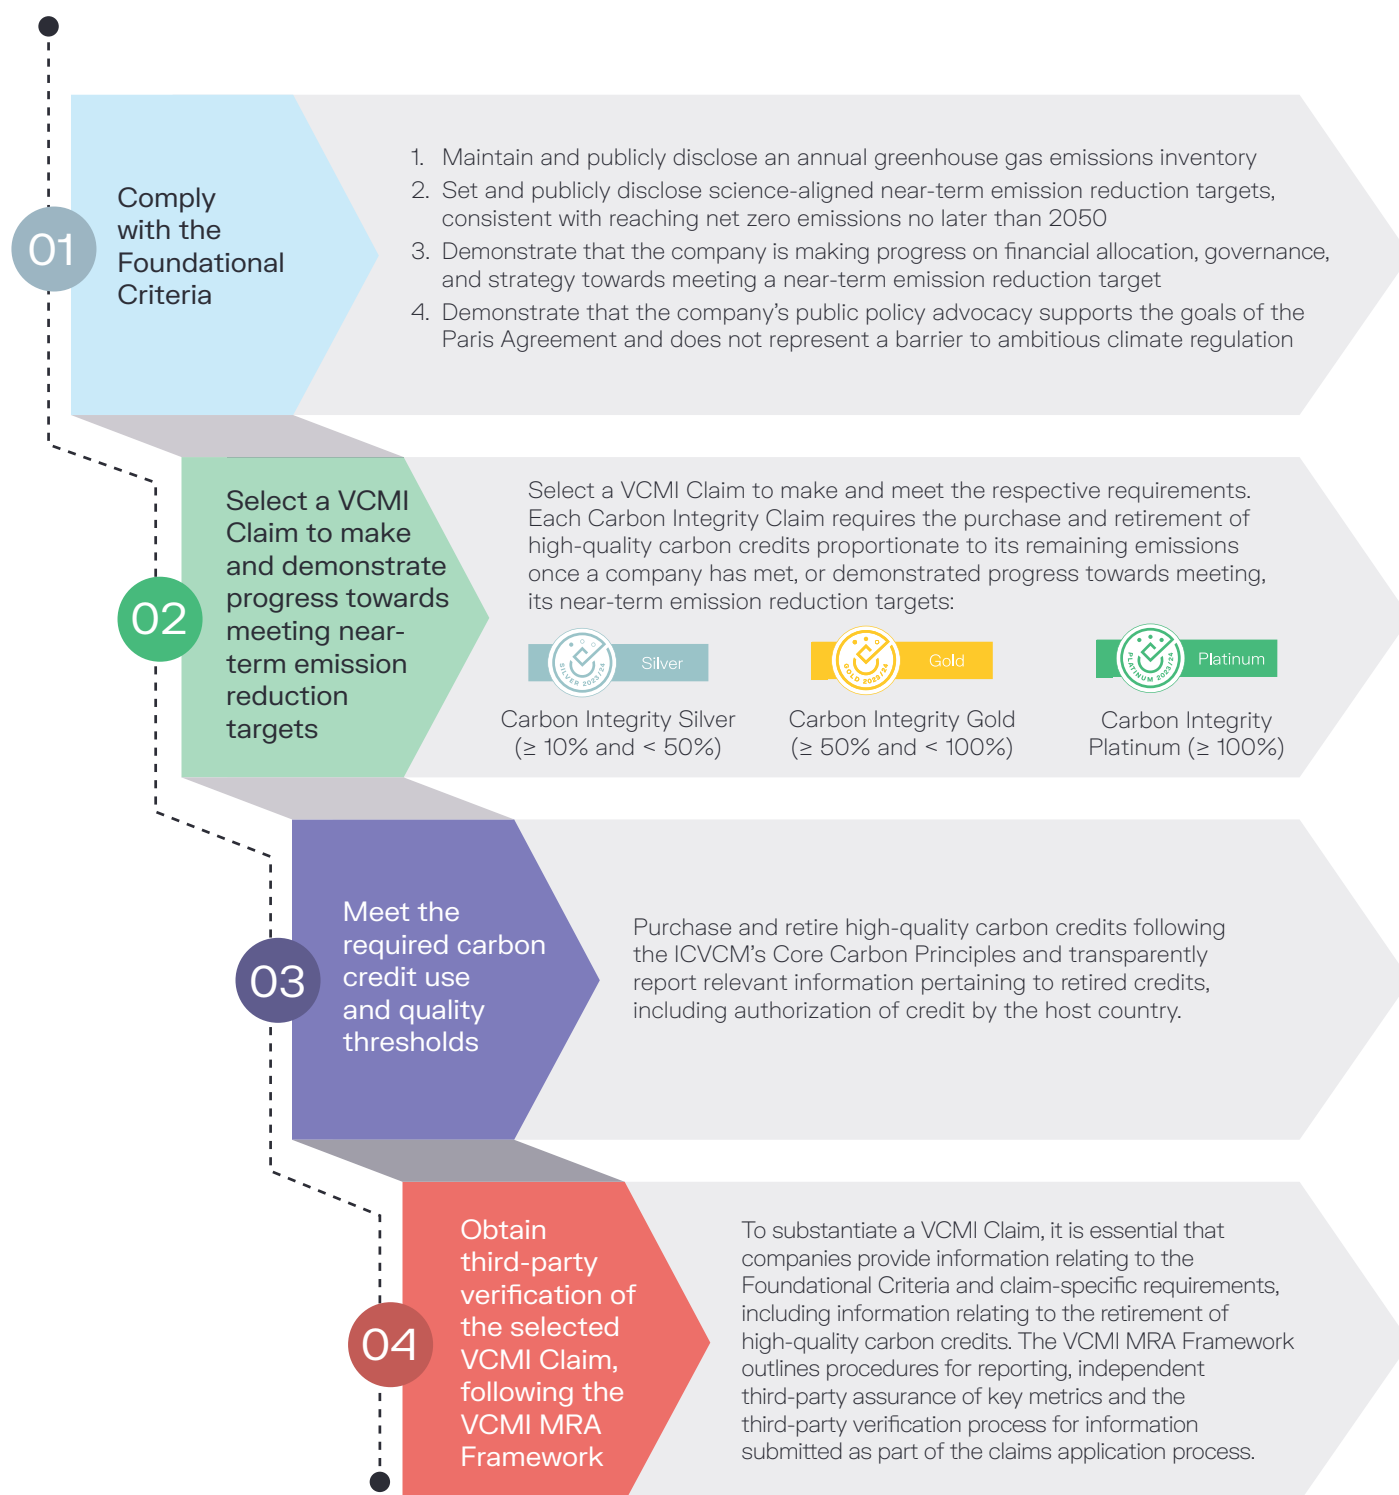 01
Comply
with the
Foundational
Criteria
1. Maintain and publicly disclose an annual greenhouse gas emissions inventory
2. Set and publicly disclose science-aligned near-term emission reduction targets,
consistent with reaching net zero emissions no later than 2050
3. Demonstrate that the company is making progress on financial allocation, governance,
and strategy towards meeting a near-term emission reduction target
4. Demonstrate that the company's public policy advocacy supports the goals of the
Paris Agreement and does not represent a barrier to ambitious climate regulation
02
Select a VCMI
Claim to make
and demonstrate
progress towards
meeting near-
term emission
reduction
targets
Select a VCMI Claim to make and meet the respective requirements.
Each Carbon Integrity Claim requires the purchase and retirement of
high-quality carbon credits proportionate to its remaining emissions
once a company has met, or demonstrated progress towards meeting,
its near-term emission reduction targets:
SILVER 2023/24
Silver
GOLD 2023/24
Gold
PLATINUM 2023/24
Platinum
Carbon Integrity Silver
(≥ 10% and < 50%)
Carbon Integrity Gold
(≥ 50% and < 100%)
Carbon Integrity
Platinum (≥ 100%)
03
Meet the
required carbon
credit use
and quality
thresholds
Purchase and retire high-quality carbon credits following
the ICVCM's Core Carbon Principles and transparently
report relevant information pertaining to retired credits,
including authorization of credit by the host country.
04
Obtain
third-party
verification of
the selected
VCMI Claim,
following the
VCMI MRA
Framework
To substantiate a VCMI Claim, it is essential that
companies provide information relating to the
Foundational Criteria and claim-specific requirements,
including information relating to the retirement of
high-quality carbon credits. The VCMI MRA Framework
outlines procedures for reporting, independent
third-party assurance of key metrics and the
third-party verification process for information
submitted as part of the claims application process.